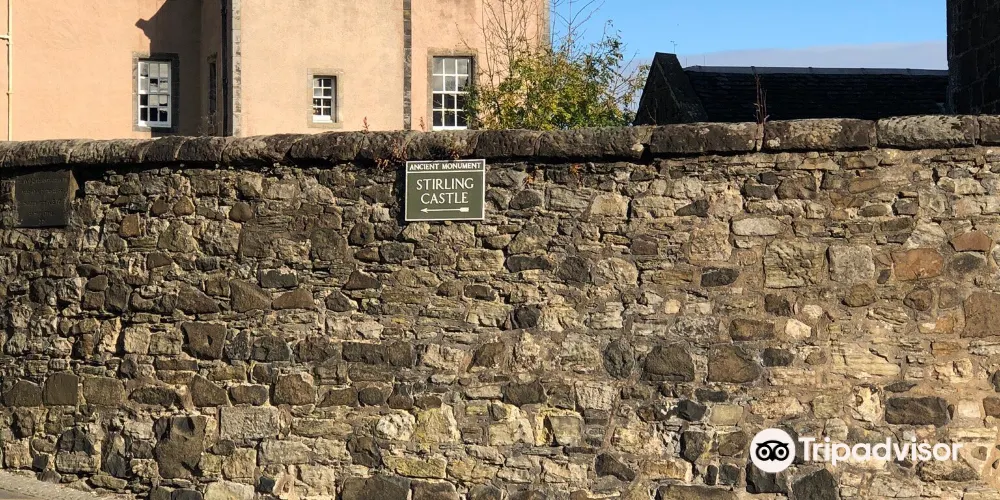 ANCIENT MONUMENT
STIRLING
CASTLE
Tripadvisor